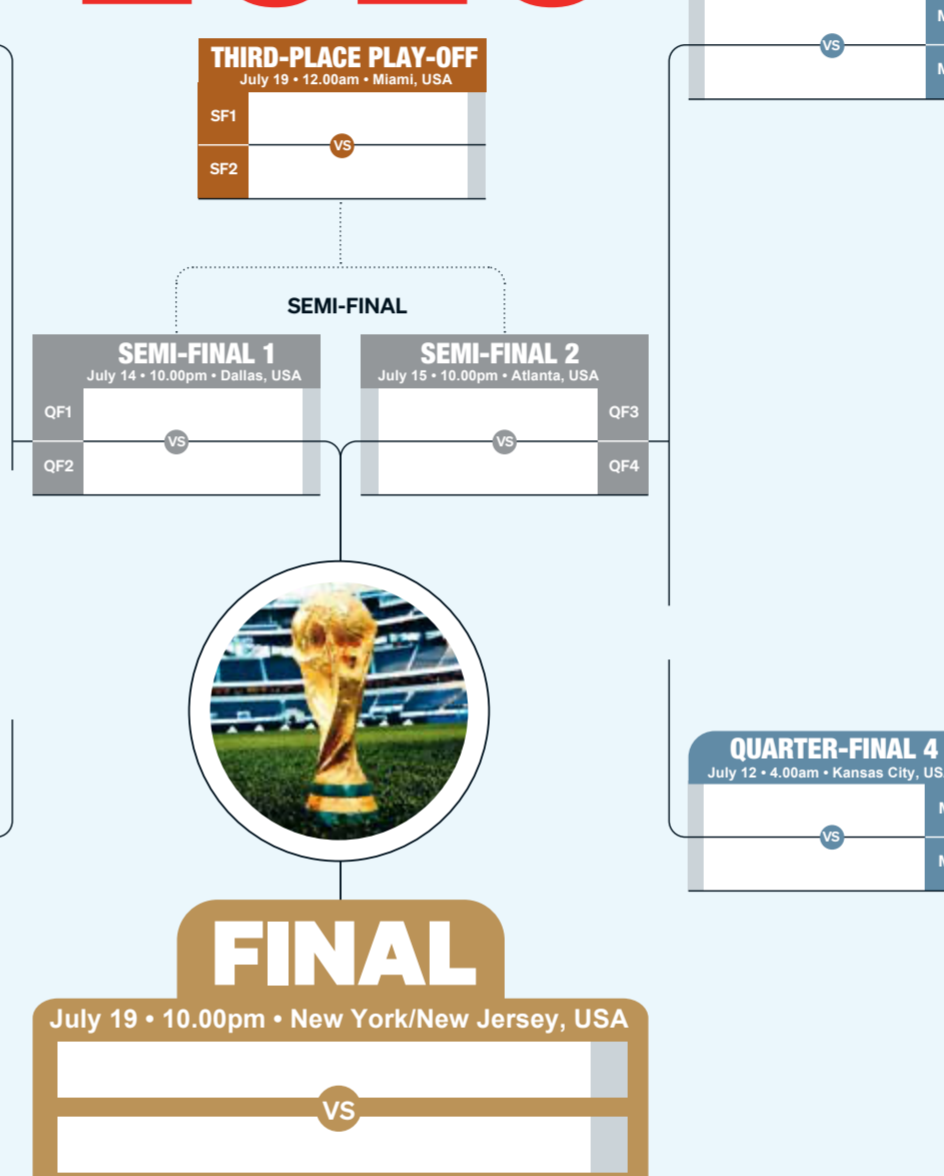 THIRD-PLACE PLAY-OFF
July 19 • 12.00am • Miami, USA
SF1
VS
SF2
VS
SEMI-FINAL
SEMI-FINAL 1
July 14 • 10.00pm • Dallas, USA
QF1
VS
QF2
SEMI-FINAL 2
July 15 • 10.00pm • Atlanta, USA
QF3
VS
QF4
QUARTER-FINAL 4
July 12 • 4.00am • Kansas City,
VS
FINAL
July 19 • 10.00pm • New York/New Jersey, USA
VS